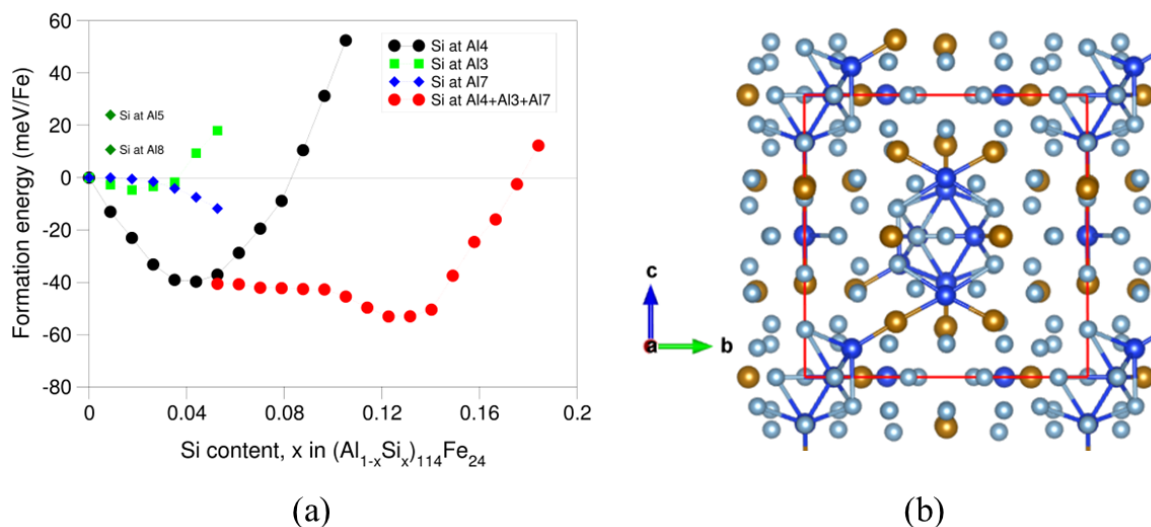 60
40
20
0
-20
-40
-60
-80
Formation energy (meV/Fe)
Si at Al5
Si at Al8
Si at Al4
Si at Al3
Si at Al7
Si at Al4+Al3+Al7
0 0.04 0.08 0.12 0.16 0.2
Si content, x in (Al1-xSix)114Fe24
(a)
c
a b
(b)